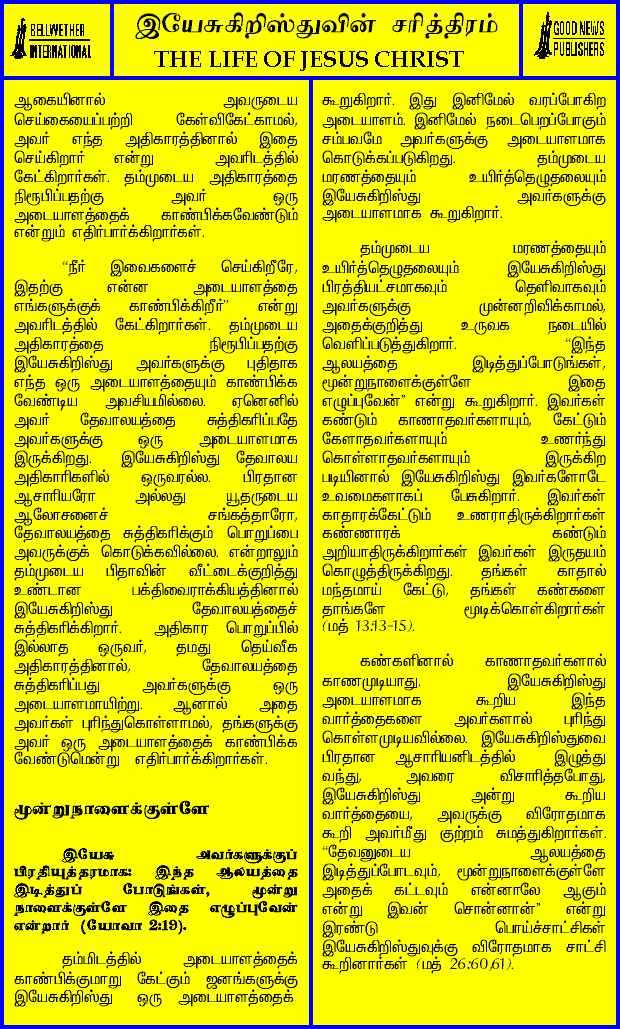 BELLWETHER
INTERNATIONAL
இயேசுகிறிஸ்துவின் சரித்திரம்
THE LIFE OF JESUS CHRIST
GOOD NEWS
PUBLISHERS
ஆகையினால் அவருடைய
செய்கையைப்பற்றி கேள்விகேட்காமல்,
அவர் எந்த அதிகாரத்தினால் இதை
செய்கிறார் என்று அவரிடத்தில்
கேட்கிறார்கள். தம்முடைய அதிகாரத்தை
நிரூபிப்பதற்கு அவர் ஒரு
அடையாளத்தைக் காண்பிக்கவேண்டும்
என்றும் எதிர்பார்க்கிறார்கள்.
“நீர் இவைகளைச் செய்கிறீரே,
இதற்கு என்ன அடையாளத்தை
எங்களுக்குக் காண்பிக்கிறீர்” என்று
அவரிடத்தில் கேட்கிறார்கள். தம்முடைய
அதிகாரத்தை நிரூபிப்பதற்கு
இயேசுகிறிஸ்து அவர்களுக்கு புதிதாக
எந்த ஒரு அடையாளத்தையும் காண்பிக்க
வேண்டிய அவசியமில்லை. ஏனெனில்
அவர் தேவாலயத்தை சுத்திகரிப்பதே
அவர்களுக்கு ஒரு அடையாளமாக
இருக்கிறது. இயேசுகிறிஸ்து தேவாலய
அதிகாரிகளில் ஒருவரல்ல. பிரதான
ஆசாரியரோ அல்லது யூதருடைய
ஆலோசனைச் சங்கத்தாரோ,
தேவாலயத்தை சுத்திகரிக்கும் பொறுப்பை
அவருக்குக் கொடுக்கவில்லை. என்றாலும்
தம்முடைய பிதாவின் வீட்டைக்குறித்து
உண்டான பக்திவைராக்கியத்தினால்
இயேசுகிறிஸ்து தேவாலயத்தைச்
சுத்திகரிக்கிறார். அதிகார பொறுப்பில்
இல்லாத ஒருவர், தமது தெய்வீக
அதிகாரத்தினால், தேவாலயத்தை
சுத்திகரிப்பது அவர்களுக்கு ஒரு
அடையாளமாயிற்று. ஆனால் அதை
அவர்கள் புரிந்துகொள்ளாமல், தங்களுக்கு
அவர் ஒரு அடையாளத்தைக் காண்பிக்க
வேண்டுமென்று எதிர்பார்க்கிறார்கள்.
மூன்றுநாளைக்குள்ளே
இயேசு அவர்களுக்குப்
பிரதியுத்தரமாக: இந்த ஆலயத்தை
இடித்துப் போடுங்கள், மூன்று
நாளைக்குள்ளே இதை எழுப்புவேன்
என்றார் (யோவா 2:19).
தம்மிடத்தில் அடையாளத்தைக்
காண்பிக்குமாறு கேட்கும் ஜனங்களுக்கு
இயேசுகிறிஸ்து ஒரு அடையாளத்தைக்
கூறுகிறார். இது இனிமேல் வரப்போகிற
அடையாளம். இனிமேல் நடைபெறப்போகும்
சம்பவமே அவர்களுக்கு அடையாளமாக
கொடுக்கப்படுகிறது. தம்முடைய
மரணத்தையும் உயிர்த்தெழுதலையும்
இயேசுகிறிஸ்து அவர்களுக்கு
அடையாளமாக கூறுகிறார்.
தம்முடைய மரணத்தையும்
உயிர்த்தெழுதலையும் இயேசுகிறிஸ்து
பிரத்தியட்சமாகவும் தெளிவாகவும்
அவர்களுக்கு முன்னறிவிக்காமல்,
அதைக்குறித்து உருவக நடையில்
வெளிப்படுத்துகிறார். “இந்த
ஆலயத்தை இடித்துப்போடுங்கள்,
மூன்றுநாளைக்குள்ளே இதை
எழுப்புவேன்” என்று கூறுகிறார். இவர்கள்
கண்டும் காணாதவர்களாயும், கேட்டும்
கேளாதவர்களாயும் உணர்ந்து
கொள்ளாதவர்களாயும் இருக்கிற
படியினால் இயேசுகிறிஸ்து இவர்களோடே
உவமைகளாகப் பேசுகிறார். இவர்கள்
காதாரக்கேட்டும் உணராதிருக்கிறார்கள்
கண்ணாரக் கண்டும்
அறியாதிருக்கிறார்கள் இவர்கள் இருதயம்
கொழுத்திருக்கிறது. தங்கள் காதால்
மந்தமாய் கேட்டு, தங்கள் கண்களை
தாங்களே மூடிக்கொள்கிறார்கள்
(மத் 13:13-15).
கண்களினால் காணாதவர்களால்
காணமுடியாது. இயேசுகிறிஸ்து
அடையாளமாக கூறிய இந்த
வார்த்தைகளை அவர்களால் புரிந்து
கொள்ளமுடியவில்லை. இயேசுகிறிஸ்துவை
பிரதான ஆசாரியனிடத்தில் இழுத்து
வந்து, அவரை விசாரித்தபோது,
இயேசுகிறிஸ்து அன்று கூறிய
வார்த்தையை, அவருக்கு விரோதமாக
கூறி அவர்மீது குற்றம் சுமத்துகிறார்கள்.
“தேவனுடைய ஆலயத்தை
இடித்துப்போடவும், மூன்றுநாளைக்குள்ளே
அதைக் கட்டவும் என்னாலே ஆகும்
என்று இவன் சொன்னான்” என்று
இரண்டு பொய்ச்சாட்சிகள்
இயேசுகிறிஸ்துவுக்கு விரோதமாக சாட்சி
கூறினார்கள் (மத் 26:60,61).